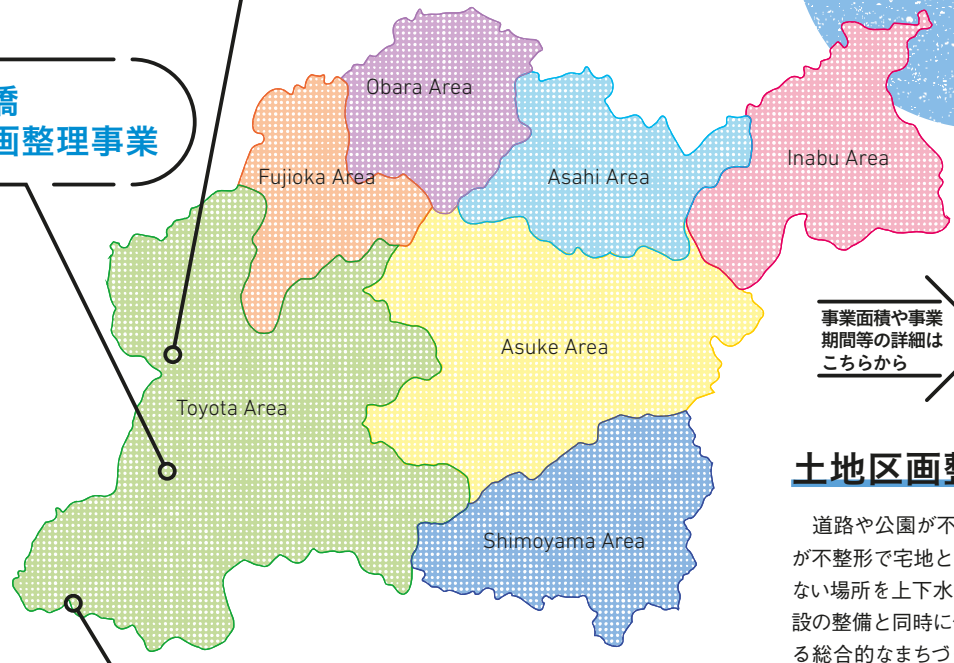 橋
画整理事業
Obara Area
Fujioka Area
Asahi Area
Inabu Area
Asuke Area
Toyota Area
Shimoyama Area
事業面積や事業
期間等の詳細は
こちらから
土地区画整
道路や公園が不
が不整形で宅地と
ない場所を上下水
設の整備と同時に
る総合的なまちづ